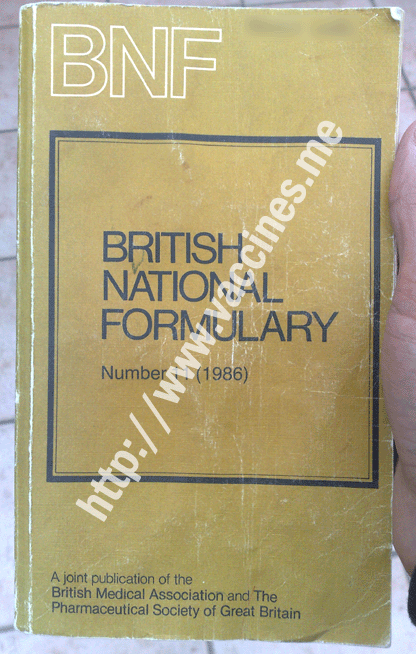 BNF
BRITISH
NATIONAL
FORMULARY
Number 11 (1986)
A joint publication of the
British Medical Association and The
Pharmaceutical Society of Great Britain
http://www.vaccines.me